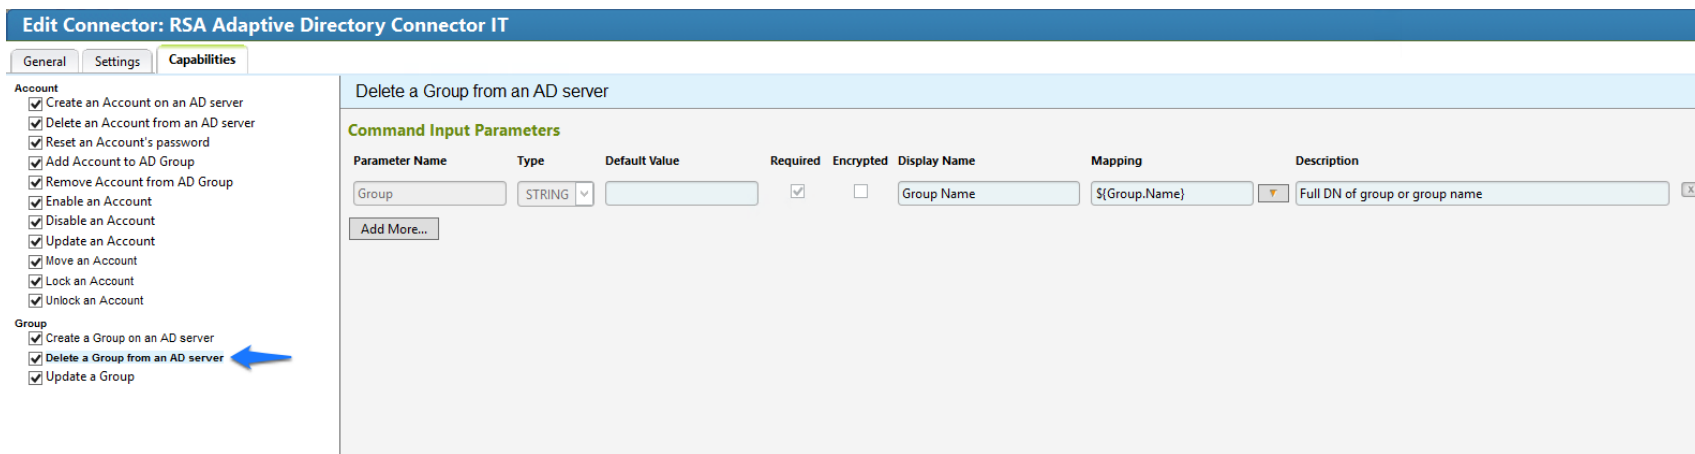 Edit Connector: RSA Adaptive Directory Connector IT
General Settings Capabilities
Account
Create an Account on an AD server
Delete an Account from an AD server
Reset an Account's password
Add Account to AD Group
Remove Account from AD Group
Enable an Account
Disable an Account
Update an Account
Move an Account
Lock an Account
Unlock an Account
Group
Create a Group on an AD server
Delete a Group from an AD server
Update a Group
Delete a Group from an AD server
Command Input Parameters
Parameter Name Type Default Value Required Encrypted Display Name Mapping Description
Group STRING Group Name ${Group.Name} Full DN of group or group name x
Add More...